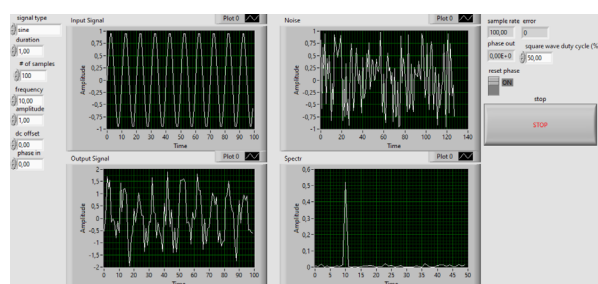 signal type
sine
duration
1,00
# of samples
100
frequency
10,00
amplitude
1,00
dc offset
0,00
phase in
0,00
Input Signal
Plot 0
Amplitude
1-
0,75-
0,5-
0,25-
0-
-0,25-
-0,5-
-0,75-
-1-
0 10 20 30 40 50 60 70 80 90 100
Time
Noise
Plot 0
Amplitude
1-
0,75-
0,5-
0,25-
0-
-0,25-
-0,5-
-0,75-
-1-
0 20 40 60 80 100 120 140
Time
Output Signal
Plot 0
Amplitude
2-
1,5-
1-
0,5-
0-
-0,5-
-1-
-1,5-
-2-
0 10 20 30 40 50 60 70 80 90 100
Time
Spectr
Plot 0
Amplitude
0,6-
0,5-
0,4-
0,3-
0,2-
0,1-
0-
0 5 10 15 20 25 30 35 40 45 50
Time
sample rate error
100,00 0
phase out square wave duty cycle (%
0,00E+0 50,00
reset phase
ON
stop
STOP